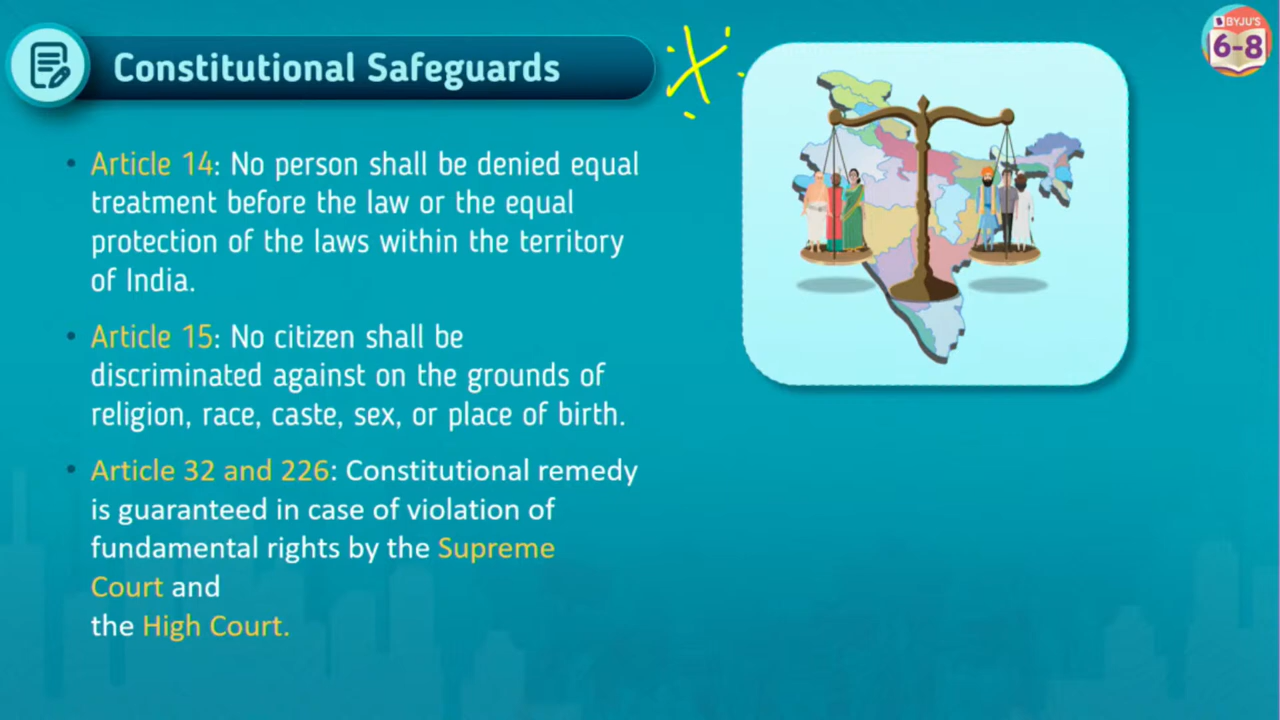 Constitutional Safeguards
BYJU'S
6-8
• Article 14: No person shall be denied equal
treatment before the law or the equal
protection of the laws within the territory
of India.
• Article 15: No citizen shall be
discriminated against on the grounds of
religion, race, caste, sex, or place of birth.
• Article 32 and 226: Constitutional remedy
is guaranteed in case of violation of
fundamental rights by the Supreme
Court and
the High Court.